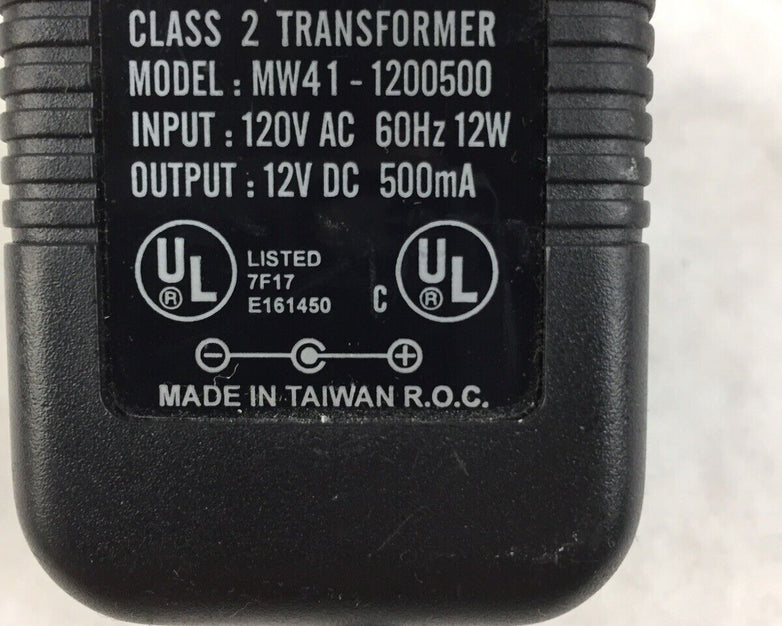 CLASS 2 TRANSFORMER
MODEL : MW41-1200500
INPUT : 120V AC 60Hz 12W
OUTPUT : 12V DC 500mA
UL ® LISTED
7F17
E161450
C UL ®
MADE IN TAIWAN R.O.C.